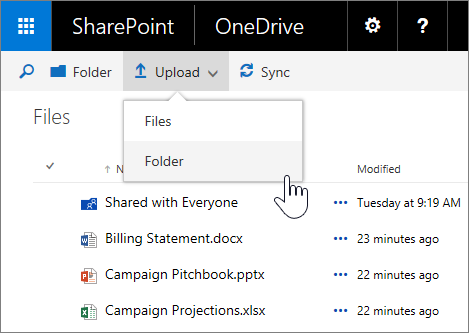 SharePoint OneDrive ?
Folder Upload Sync
Files
Files
Folder
Modified
Shared with Everyone ••• Tuesday at 9:19 AM
Billing Statement.docx ••• 23 minutes ago
Campaign Pitchbook.pptx ••• 22 minutes ago
Campaign Projections.xlsx ••• 22 minutes ago